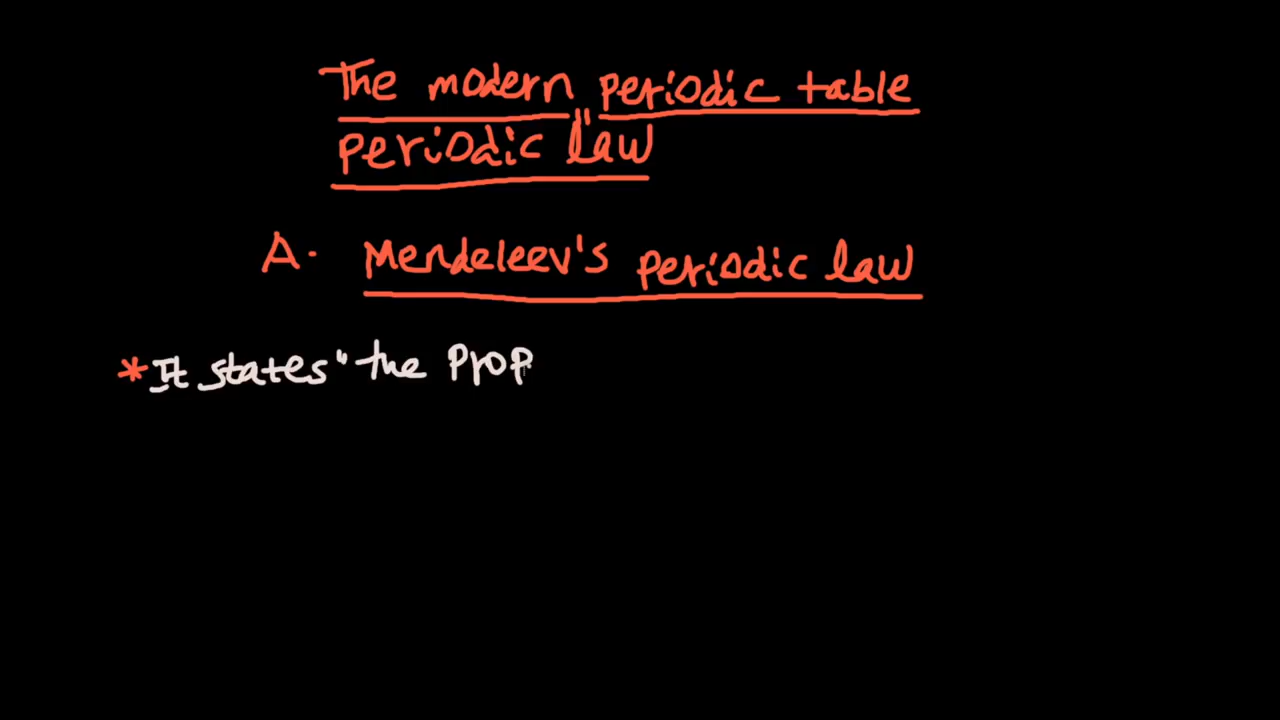 The modern periodic table
periodic "law
A. Mendeleev's periodic law
*It states "the Prop